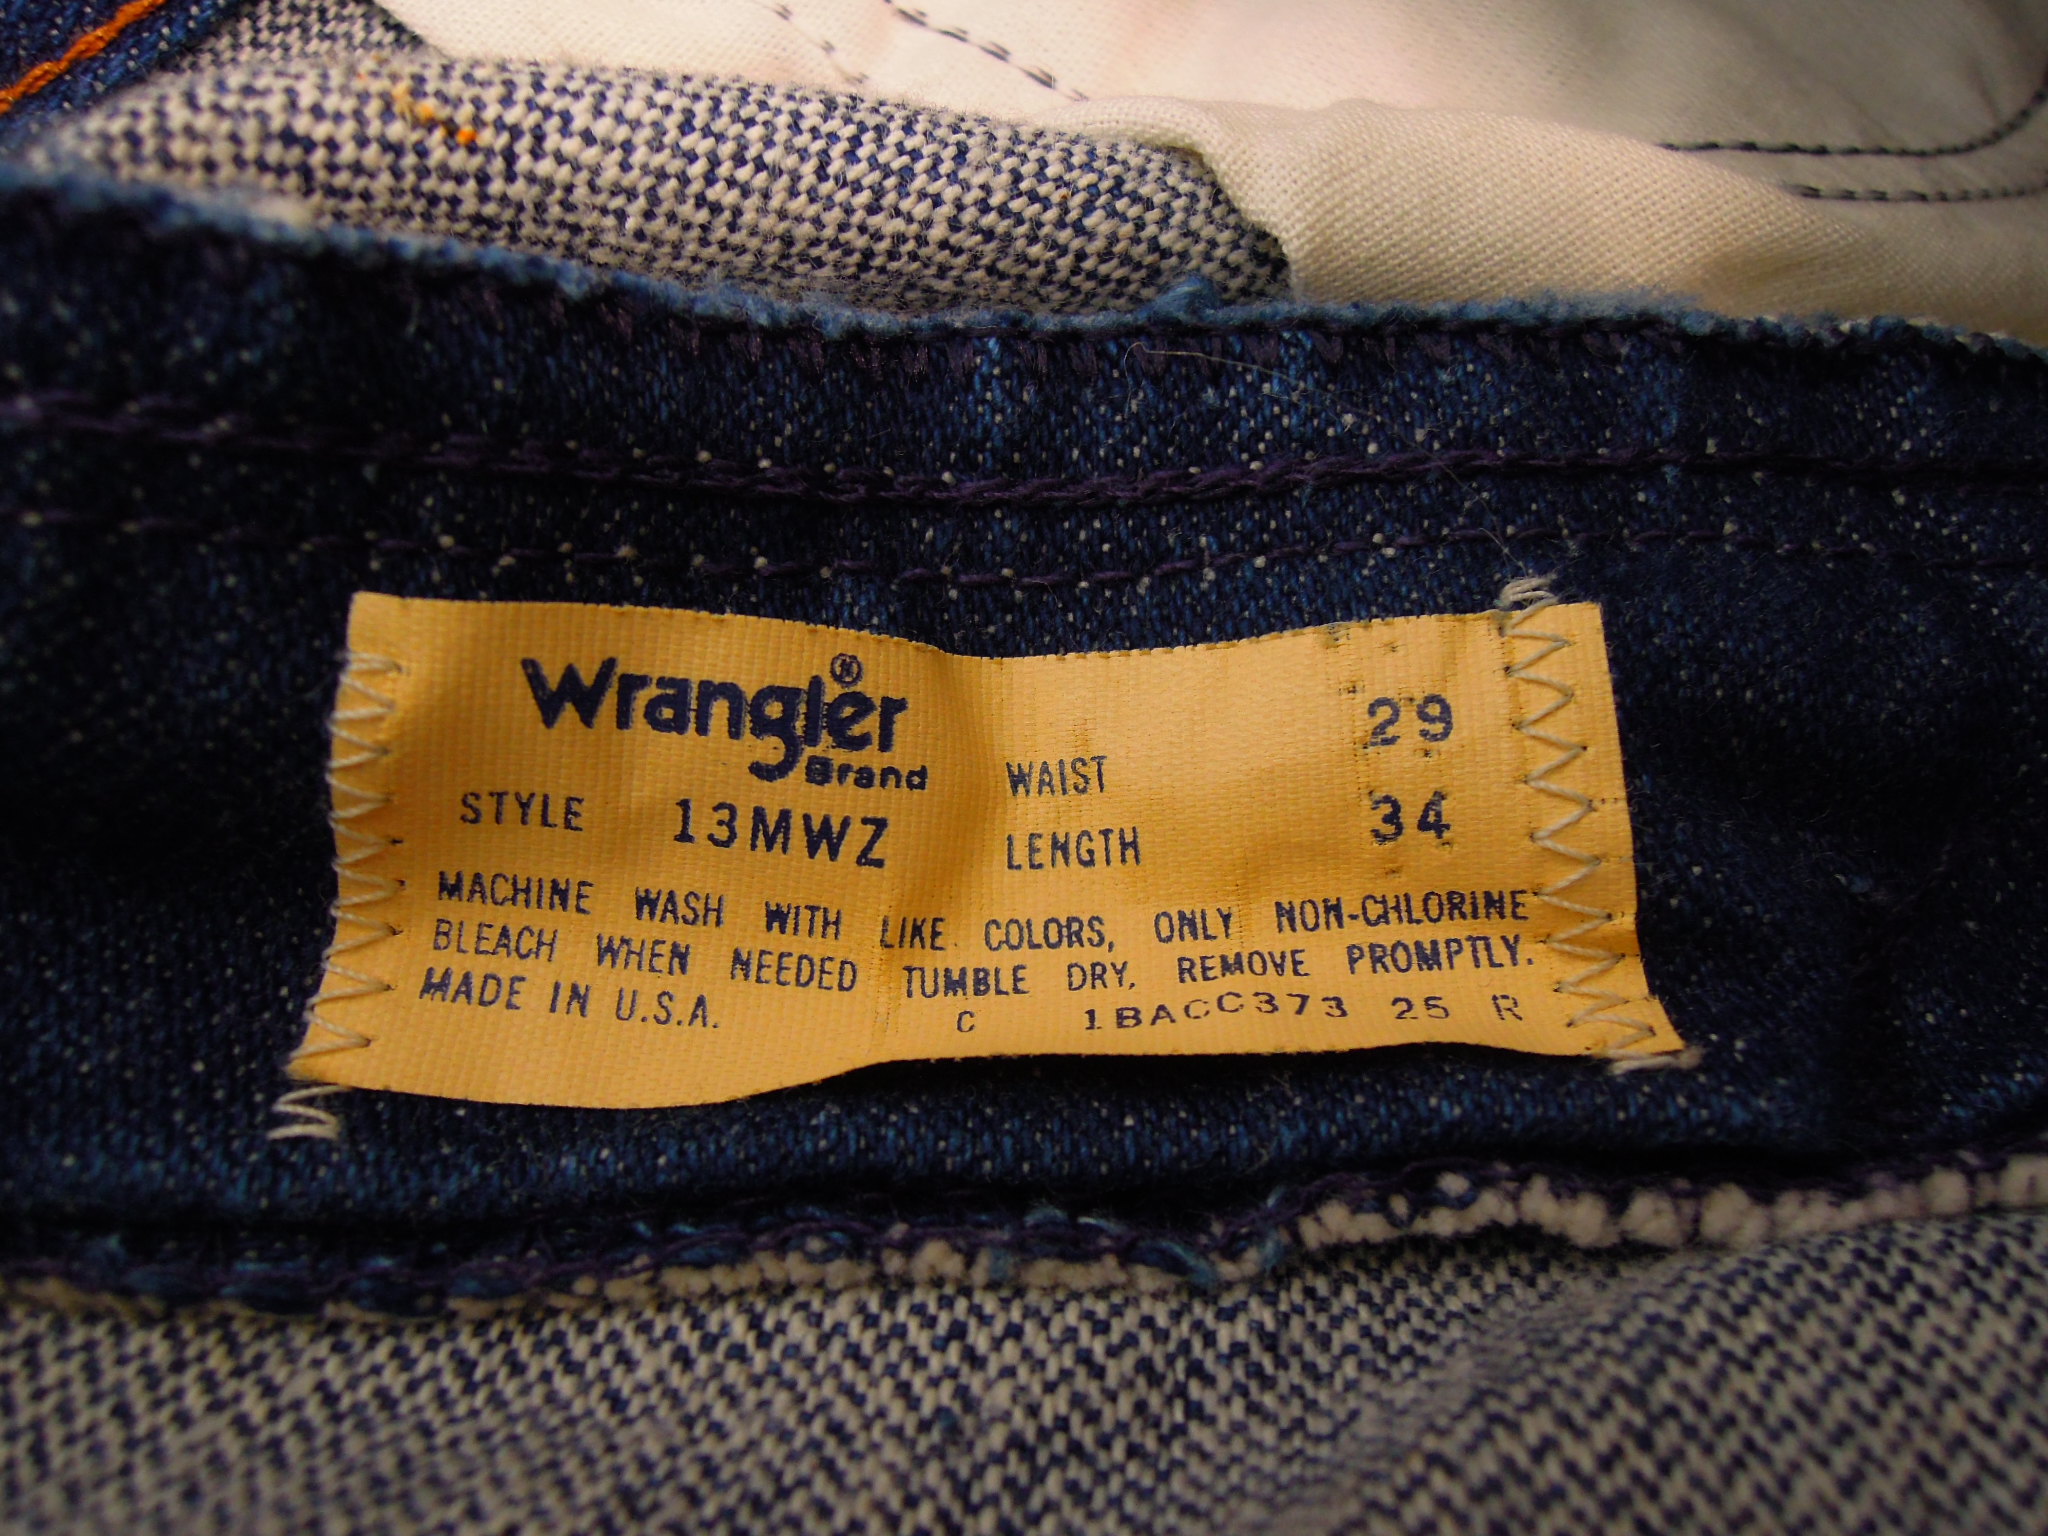 Wrangler®
Brand
STYLE 13MWZ
WAIST 29
LENGTH 34
MACHINE WASH WITH LIKE COLORS, ONLY NON-CHLORINE
BLEACH WHEN NEEDED TUMBLE DRY, REMOVE PROMPTLY.
MADE IN U.S.A. C 1BACC373 25 R